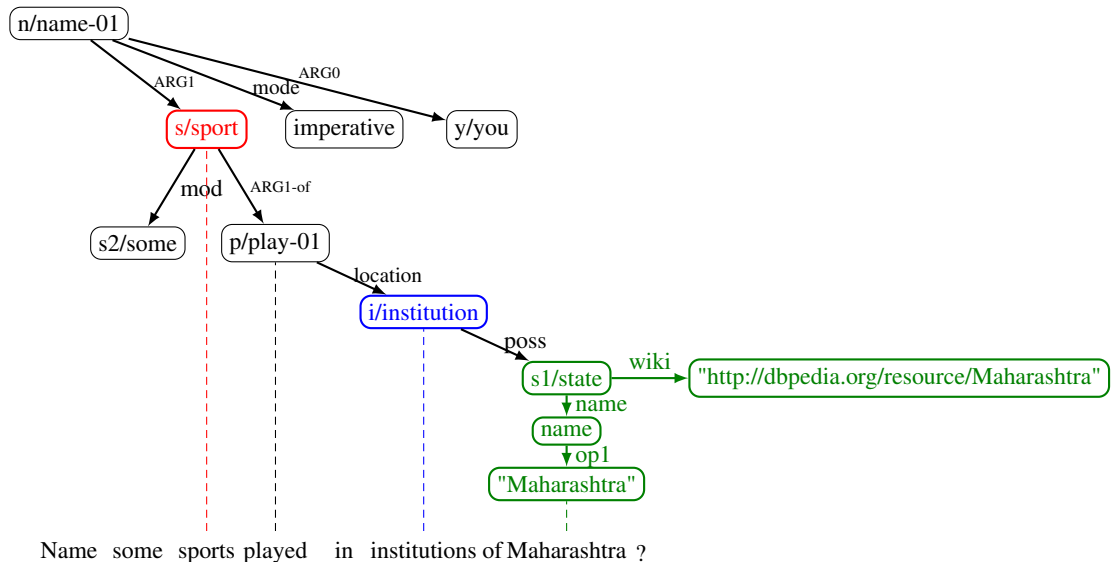 n/name-01
ARG1
mode
ARG0
s/sport
imperative
y/you
mod
ARG1-of
s2/some
p/play-01
location
i/institution
poss
s1/state
wiki
"http://dbpedia.org/resource/Maharashtra"
name
name
op1
"Maharashtra"
Name some sports played in institutions of Maharashtra ?